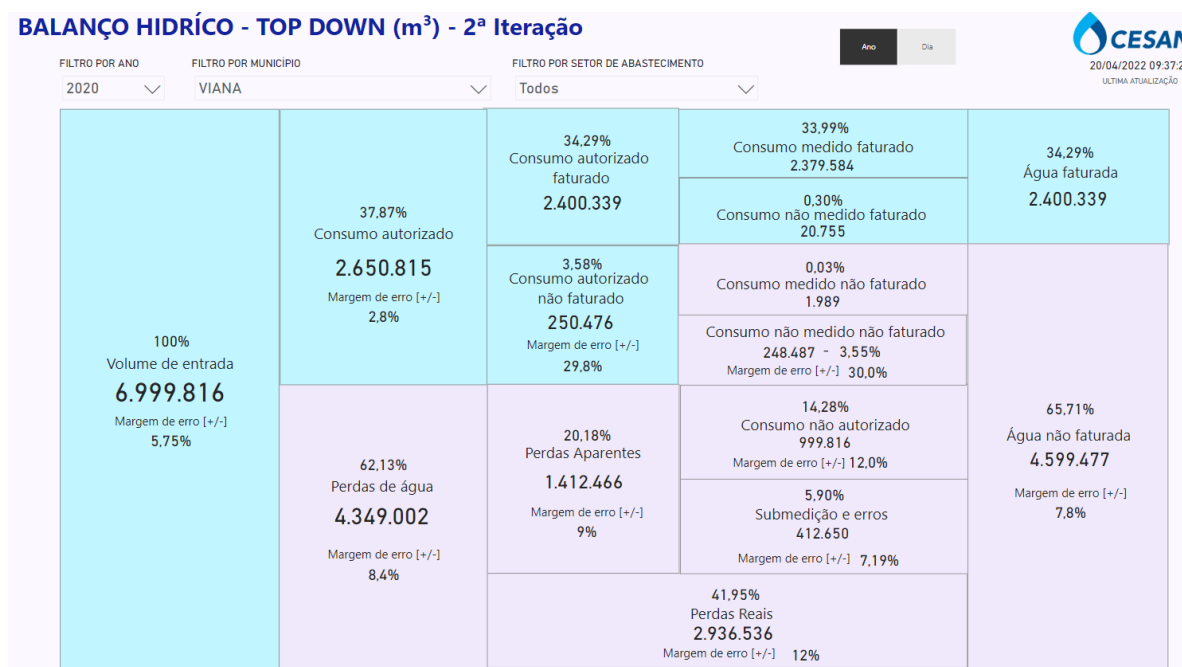 BALANÇO HIDRÍCO - TOP DOWN (m³) - 2ª Iteração
Ano
Dia
CESAN
20/04/2022 09:37:2
ULTIMA ATUALIZAÇÃO
FILTRO POR ANO
2020
FILTRO POR MUNICÍPIO
VIANA
FILTRO POR SETOR DE ABASTECIMENTO
Todos
100%
Volume de entrada
6.999.816
Margem de erro [+/-]
5,75%
37,87%
Consumo autorizado
2.650.815
Margem de erro [+/-]
2,8%
62,13%
Perdas de água
4.349.002
Margem de erro [+/-]
8,4%
34,29%
Consumo autorizado
faturado
2.400.339
3,58%
Consumo autorizado
não faturado
250.476
Margem de erro [+/-]
29,8%
20,18%
Perdas Aparentes
1.412.466
Margem de erro [+/-]
9%
33,99%
Consumo medido faturado
2.379.584
0,30%
Consumo não medido faturado
20.755
0,03%
Consumo medido não faturado
1.989
Consumo não medido não faturado
248.487 - 3,55%
Margem de erro [+/-] 30,0%
14,28%
Consumo não autorizado
999.816
Margem de erro [+/-] 12,0%
5,90%
Submedição e erros
412.650
Margem de erro [+/-] 7,19%
41,95%
Perdas Reais
2.936.536
Margem de erro [+/-] 12%
34,29%
Água faturada
2.400.339
65,71%
Água não faturada
4.599.477
Margem de erro [+/-]
7,8%